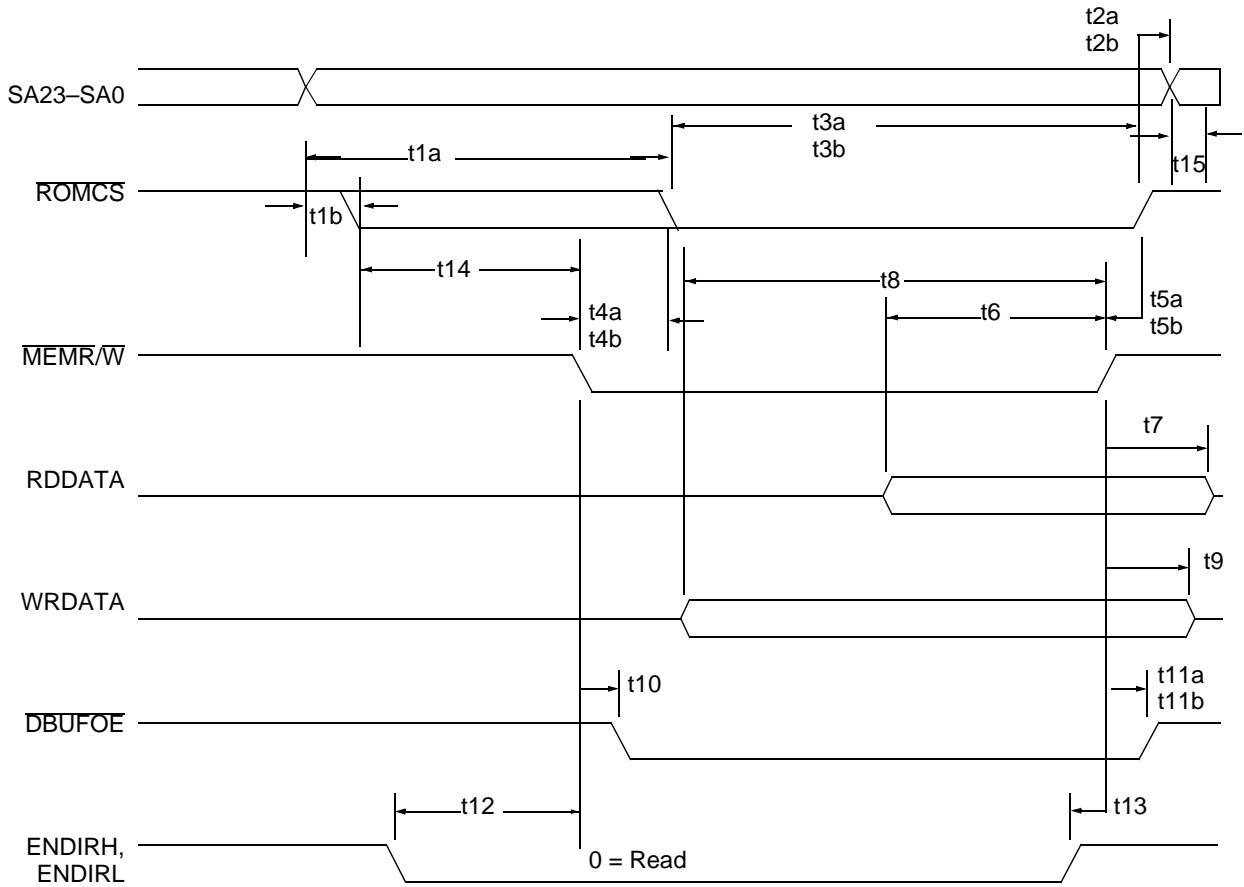 t2a
t2b
SA23–SA0
t3a
t3b
t1a
t15
ROMCS
t1b
t14
t8
t4a
t4b
t6
t5a
t5b
MEMR/W
t7
RDDATA
t9
WRDATA
t10
t11a
t11b
DBUFOE
t12
t13
ENDIRH,
ENDIRL
0 = Read